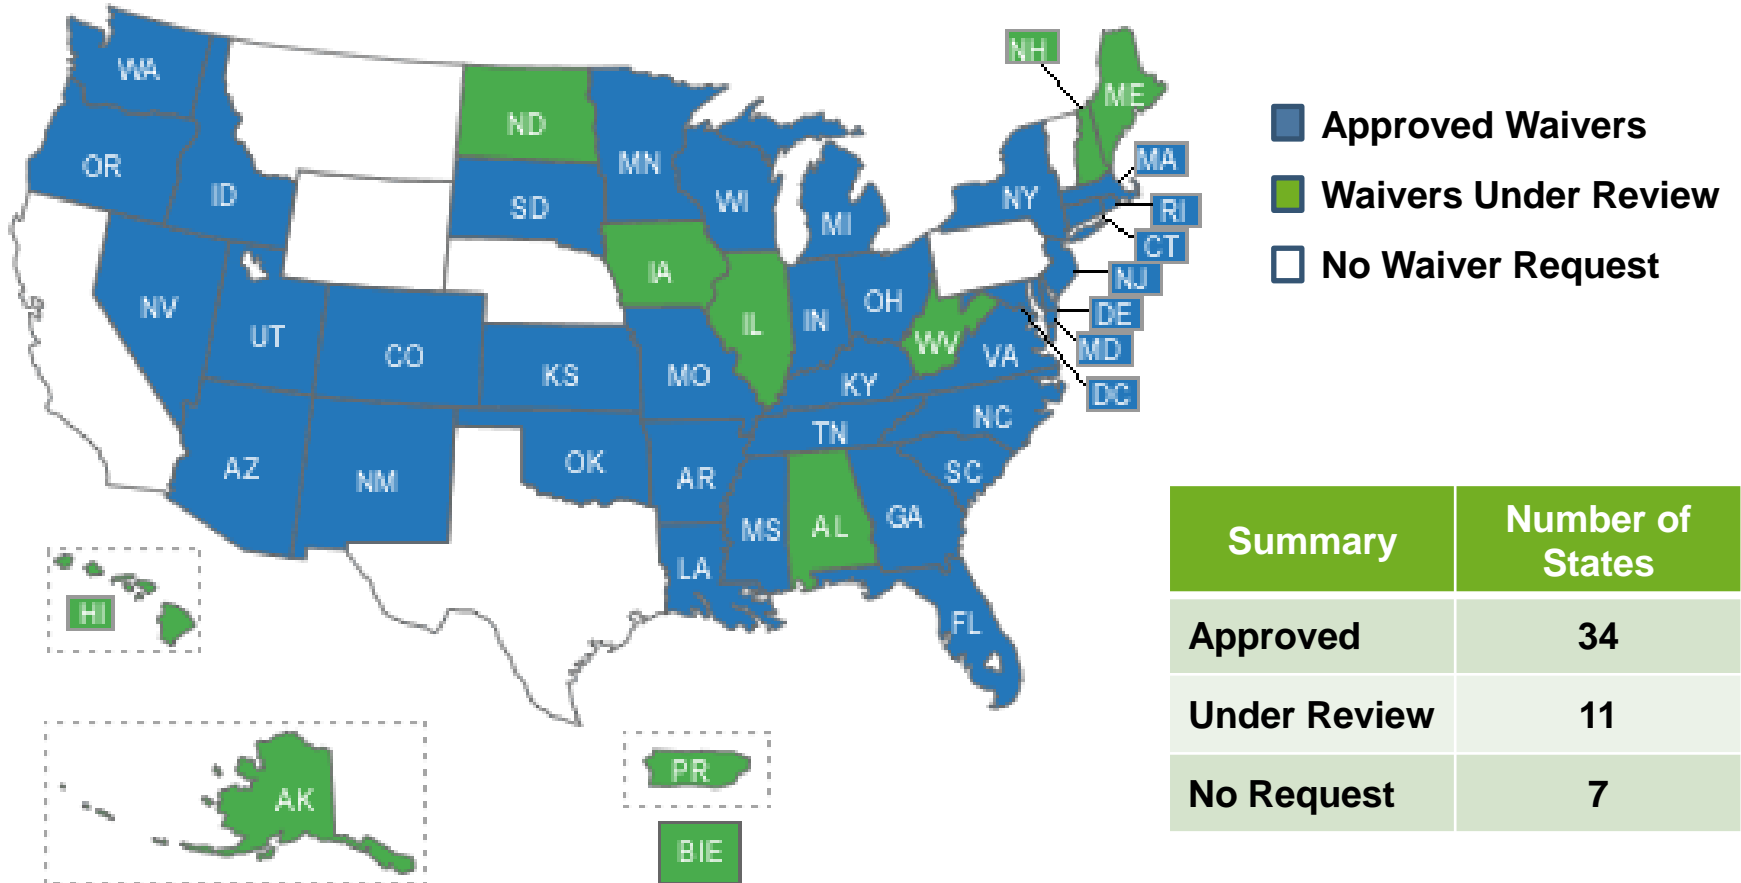 WA
OR
ID
NV
UT
AZ
CO
NM
ND
SD
MN
WI
IA
IL
MI
IN
OH
KS
MO
KY
WV
VA
OK
AR
TN
NC
SC
MS
AL
GA
LA
FL
NY
NH
ME
MA
RI
CT
NJ
DE
MD
DC
HI
AK
PR
BIE
Approved Waivers
Waivers Under Review
No Waiver Request
Summary Number of
States
Approved 34
Under Review 11
No Request 7